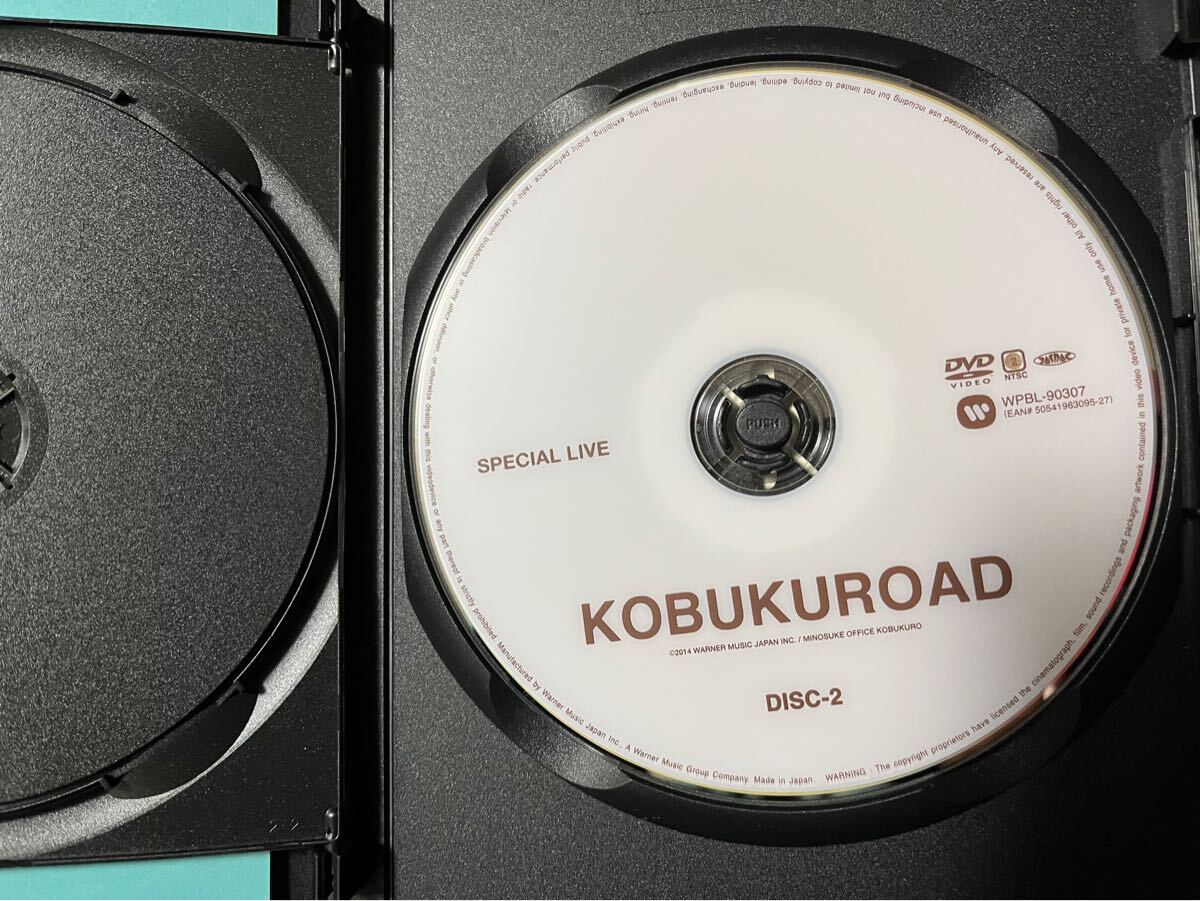 DVD
VIDEO
2
NTSC
WPBL-90307
(EAN# 50541963095-27)
PUSH
SPECIAL LIVE
KOBUKUROAD
©2014 WARNER MUSIC JAPAN INC. / MINOSUKE OFFICE KOBUKURO
DISC-2
Manufactured by Warner Music Japan Inc. A Warner Music Group Company. Made in Japan WARNING : The copyright proprietors have licensed the cinematograph, film, sound recordings and packaging artwork contained in this video device for private home use only. All other rights are reserved. Any unauthorised use including but not limited to copying, editing, lending, exchanging, renting, hiring, exhibiting, public performance, radio or television broadcasting or any other diffusion, or otherwise dealing with this videodevice or any part thereof is strictly prohibited.